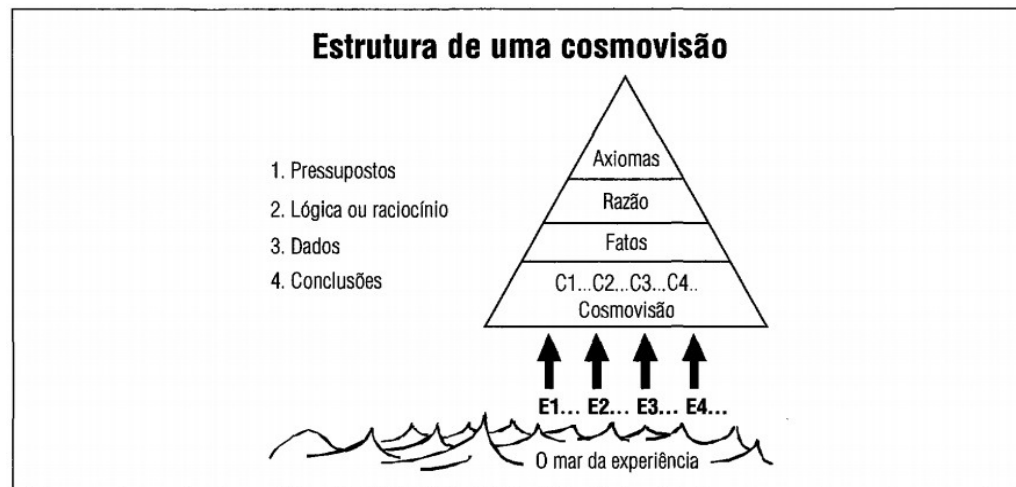 Estrutura de uma cosmovisão
1. Pressupostos
2. Lógica ou raciocínio
3. Dados
4. Conclusões
Axiomas
Razão
Fatos
C1...C2...C3...C4..
Cosmovisão
E1... E2... E3... E4...
O mar da experiência